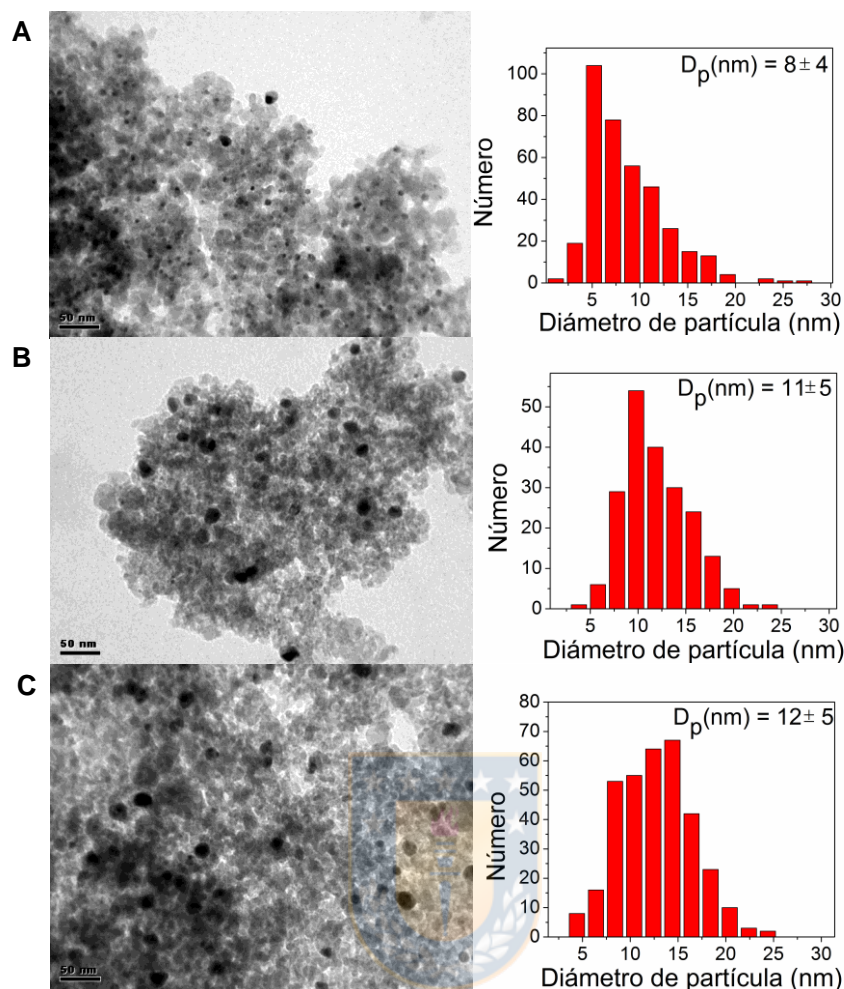 A
50 nm
Dp(nm) = 8 ± 4
Número
100
80
60
40
20
0
5 10 15 20 25 30
Diámetro de partícula (nm)
B
50 nm
Dp(nm) = 11 ± 5
Número
50
40
30
20
10
0
5 10 15 20 25 30
Diámetro de partícula (nm)
C
50 nm
Dp(nm) = 12 ± 5
Número
80
70
60
50
40
30
20
10
0
5 10 15 20 25 30
Diámetro de partícula (nm)